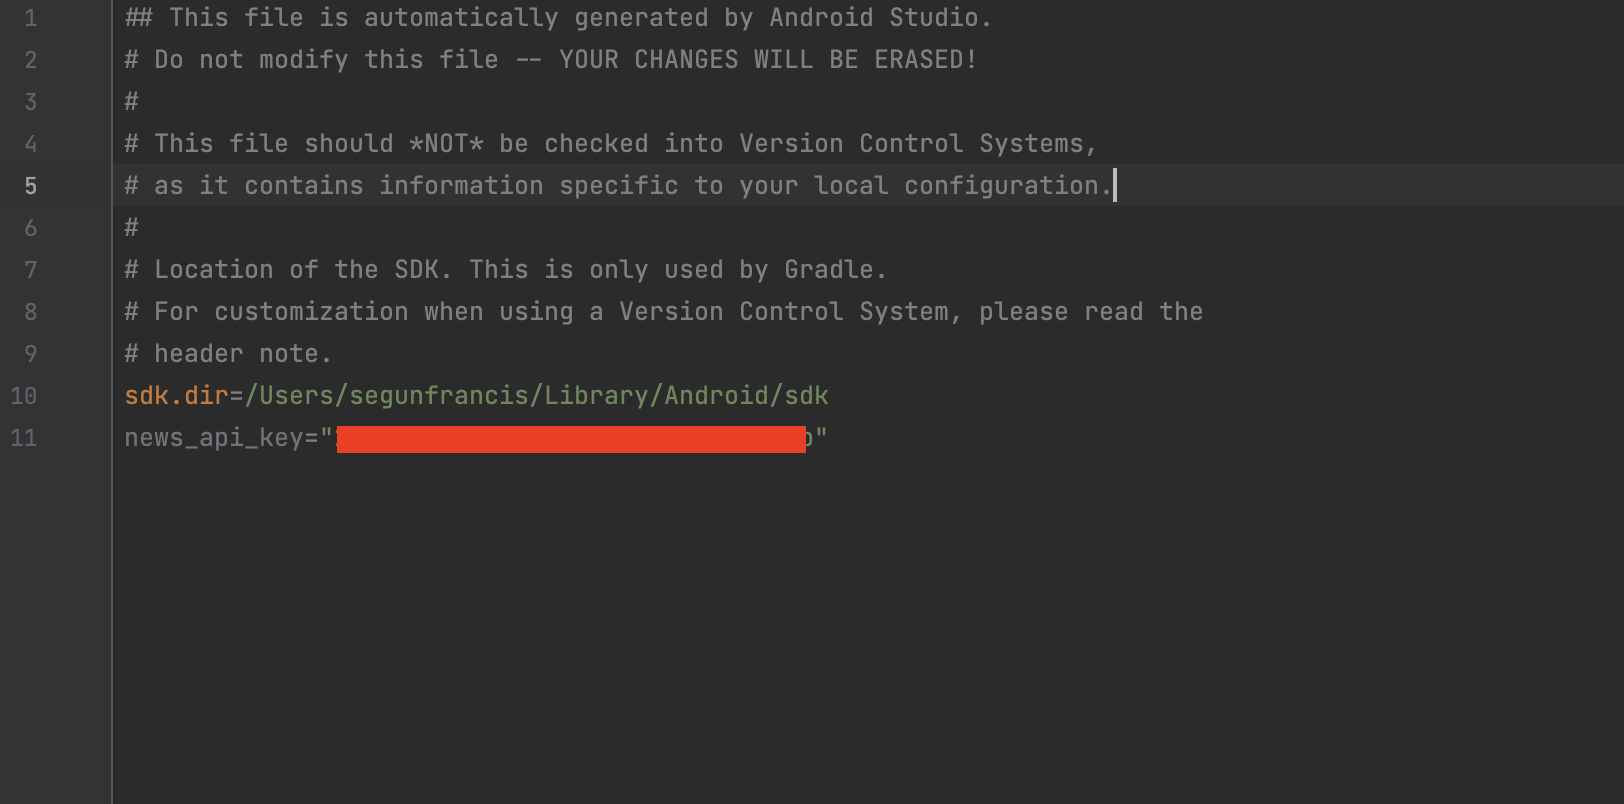 1 ## This file is automatically generated by Android Studio.
2 # Do not modify this file -- YOUR CHANGES WILL BE ERASED!
3 #
4 # This file should *NOT* be checked into Version Control Systems,
5 # as it contains information specific to your local configuration.
6 #
7 # Location of the SDK. This is only used by Gradle.
8 # For customization when using a Version Control System, please read the
9 # header note.
10 sdk.dir=/Users/segunfrancis/Library/Android/sdk
11 news_api_key=""